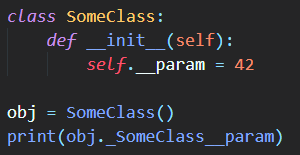 class SomeClass:
    def __init__(self):
        self.__param = 42

obj = SomeClass()
print(obj._SomeClass__param)